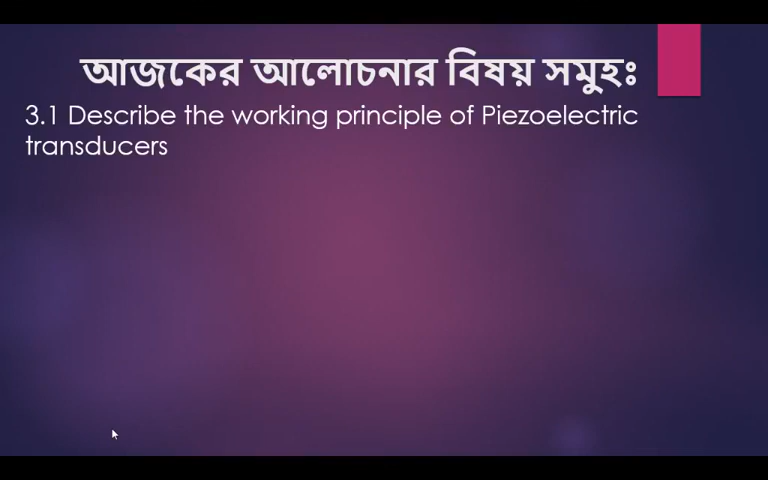 আজকের আলোচনার বিষয় সমুহঃ
3.1 Describe the working principle of Piezoelectric
transducers